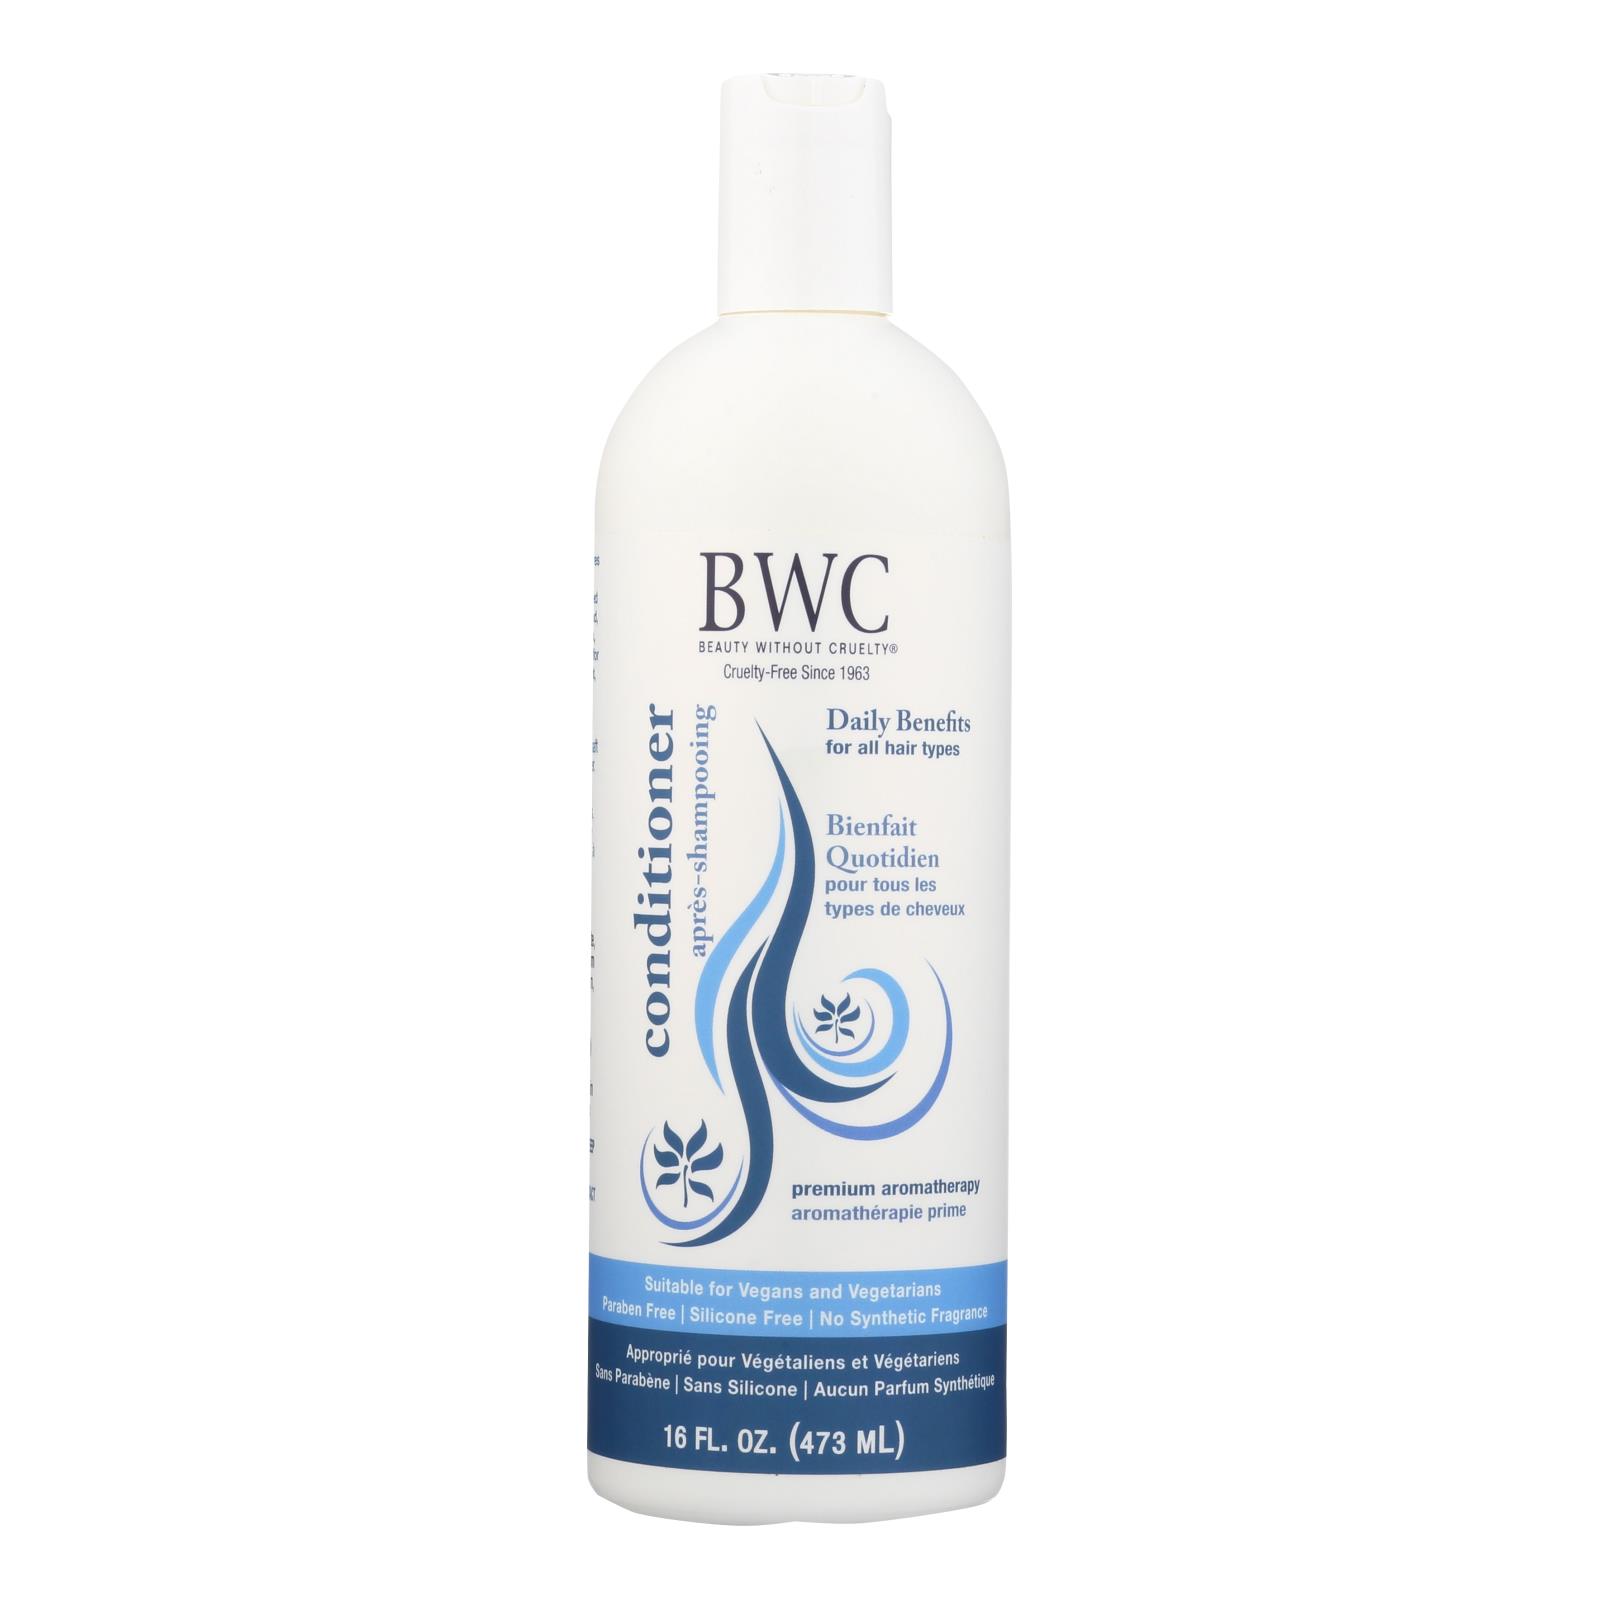 BWC
BEAUTY WITHOUT CRUELTY®
Cruelty-Free Since 1963
conditioner
après-shampooing
Daily Benefits
for all hair types
Bienfait
Quotidien
pour tous les
types de cheveux
premium aromatherapy
aromathérapie prime
Suitable for Vegans and Vegetarians
Paraben Free | Silicone Free | No Synthetic Fragrance
Approprié pour Végétaliens et Végétariens
Sans Parabène | Sans Silicone | Aucun Parfum Synthétique
16 FL. OZ. (473 mL)